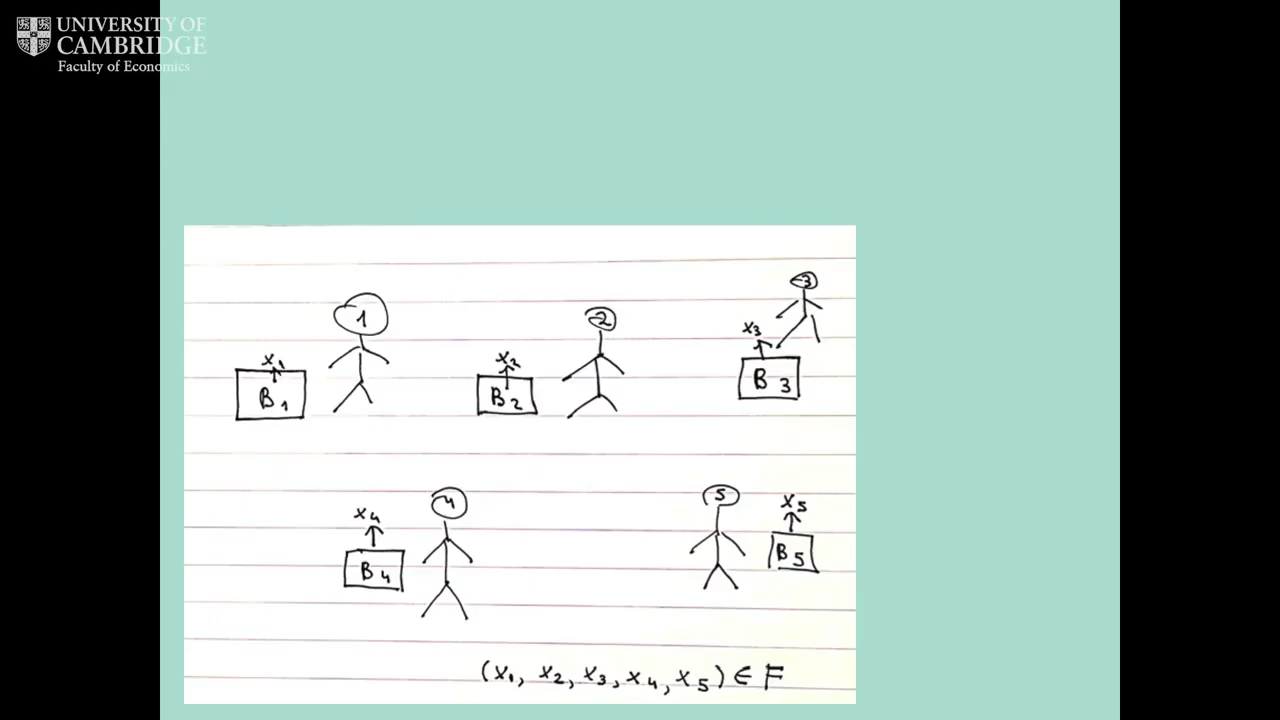 UNIVERSITY OF
CAMBRIDGE
Faculty of Economics
1
2
3
x₁
x₂
x₃
B₁
B₂
B₃
4
5
x₄
x₅
B₄
B₅
(x₁, x₂, x₃, x₄, x₅) ∈ F